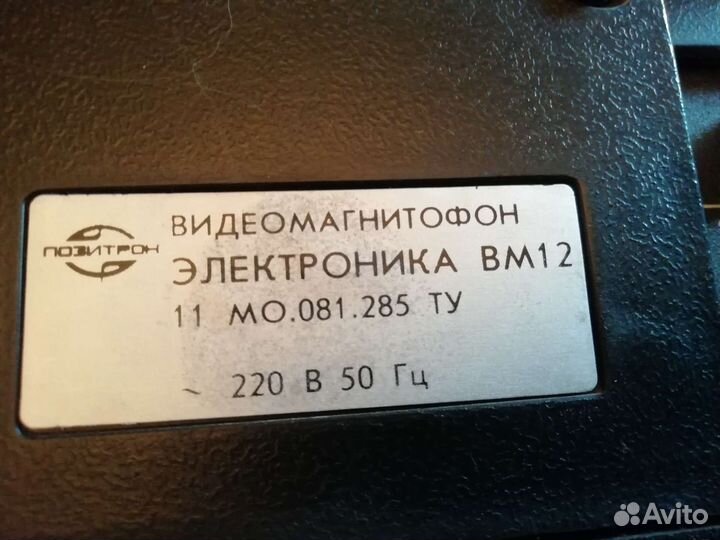 ПОЗИТРОН
ВИДЕОМАГНИТОФОН
ЭЛЕКТРОНИКА ВМ12
11 МО.081.285 ТУ
~ 220 В 50 Гц
Avito